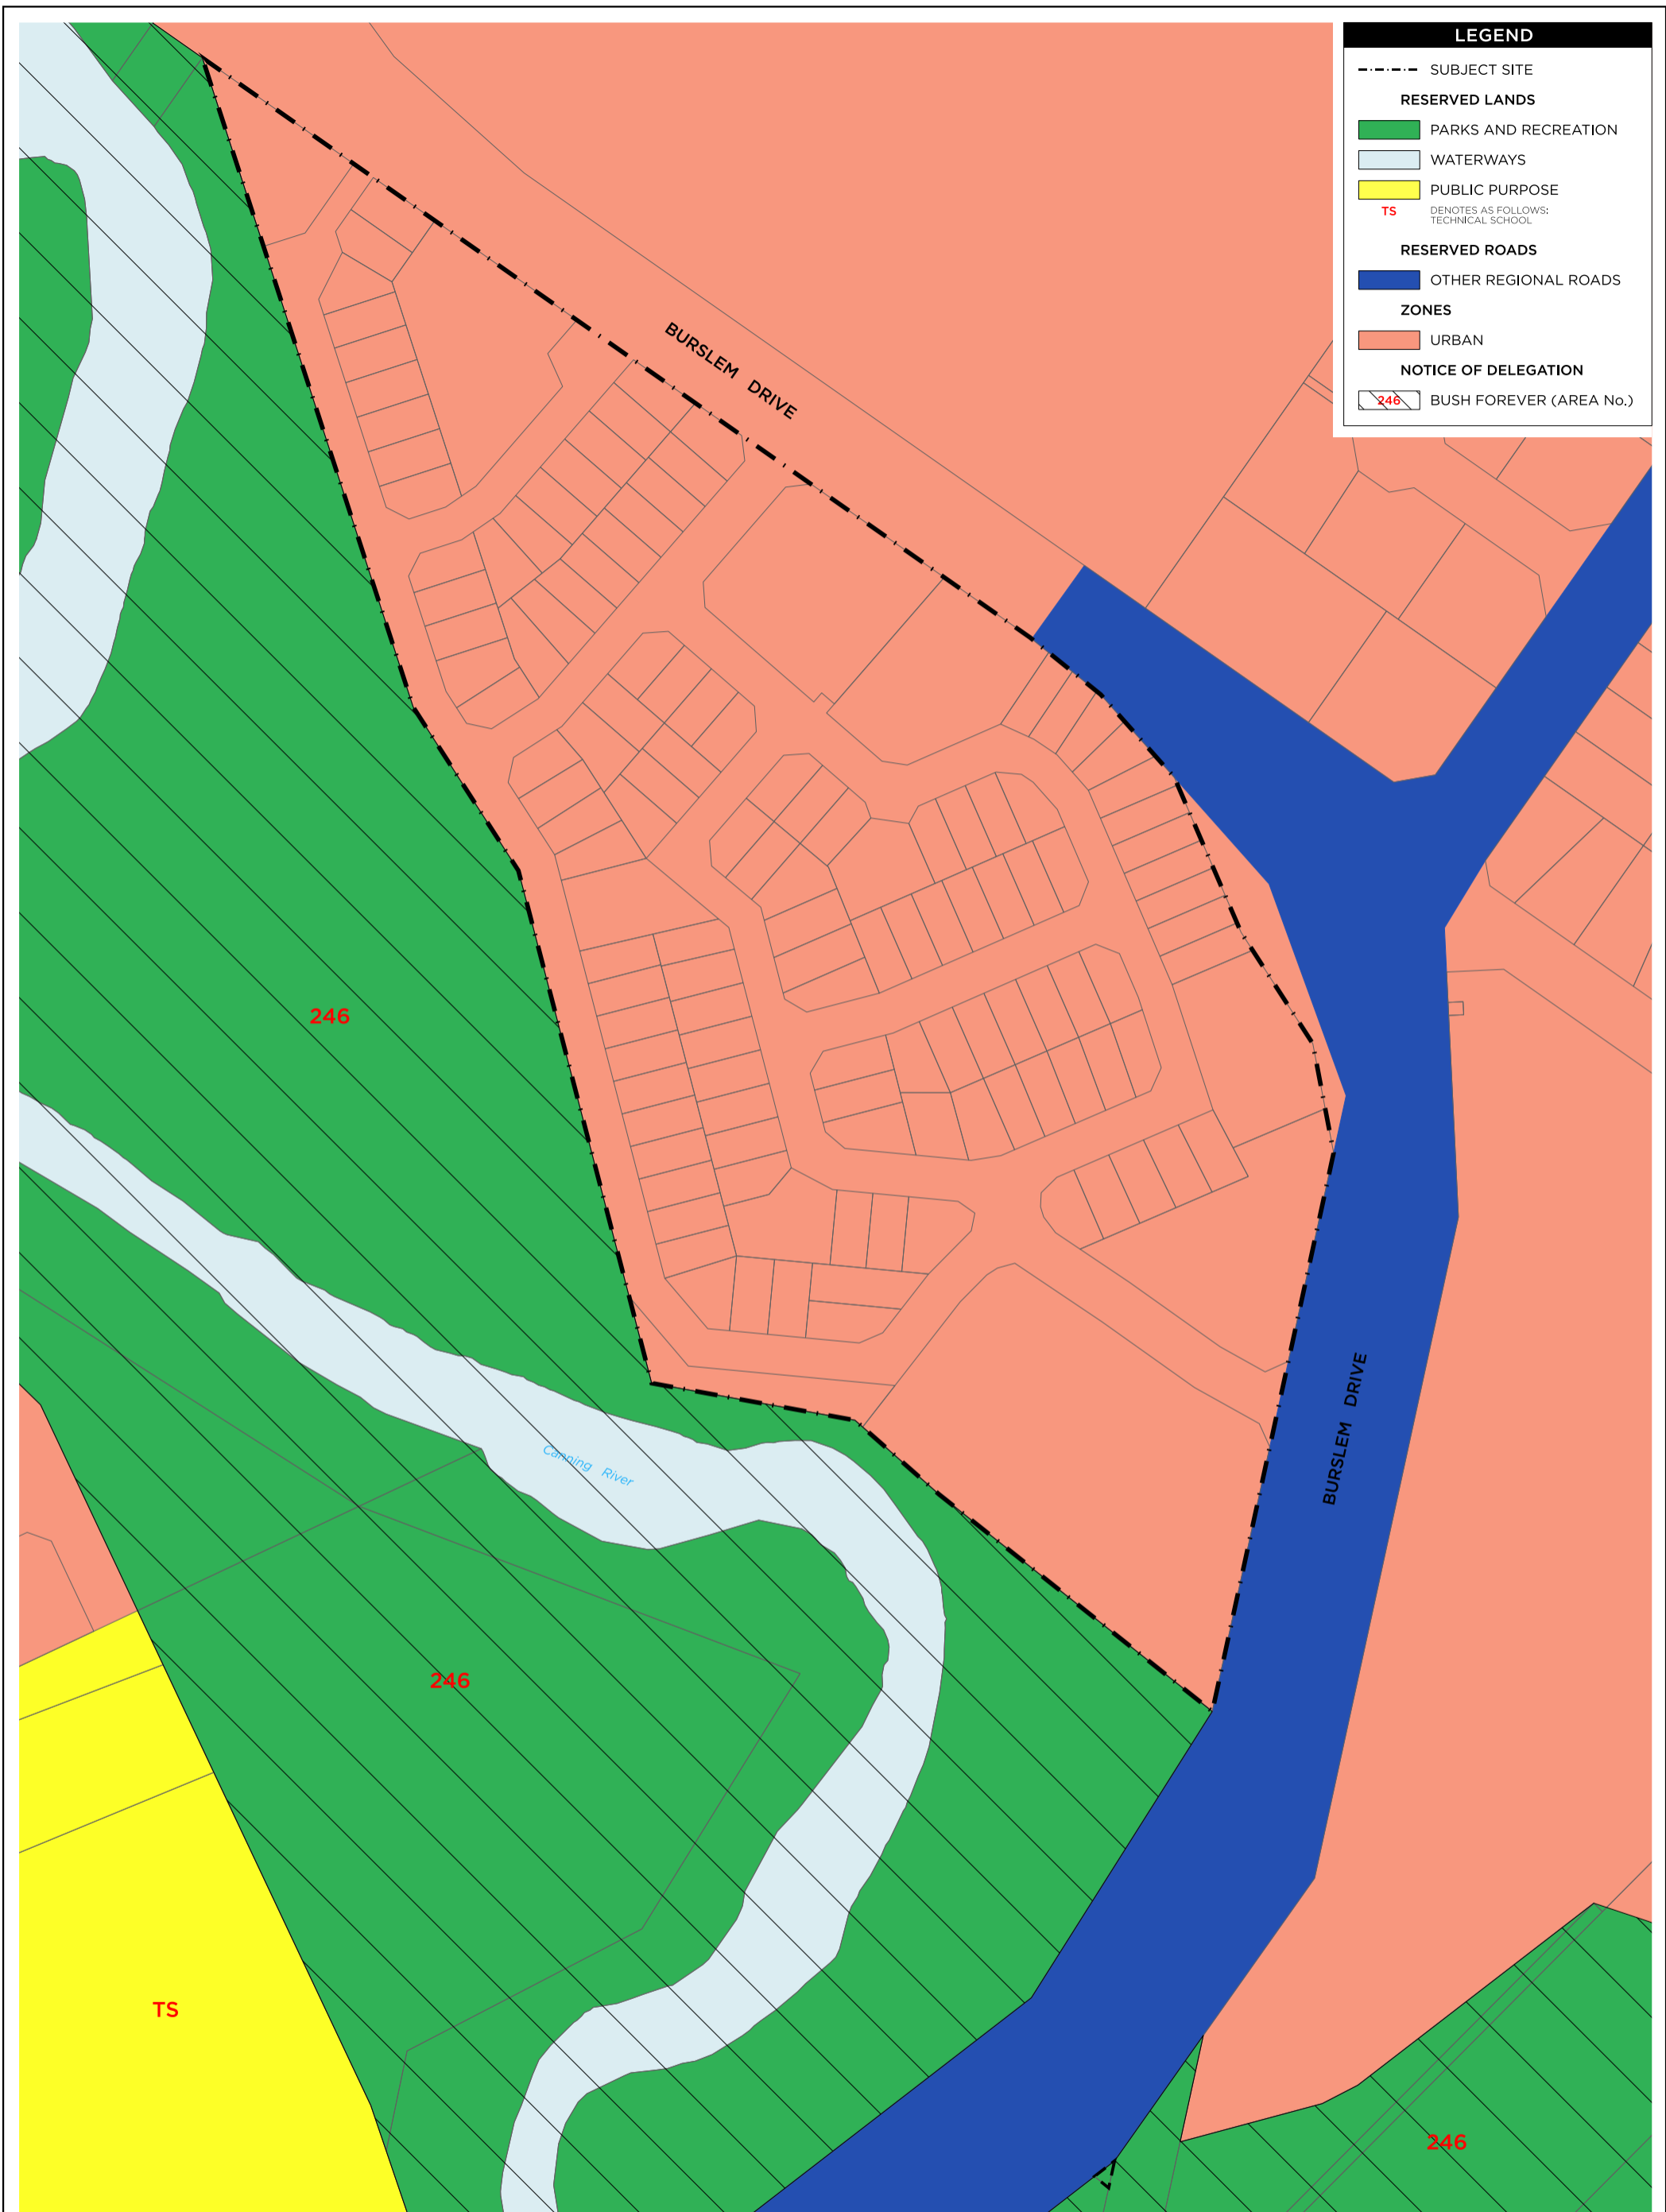 LEGEND
SUBJECT SITE
RESERVED LANDS
PARKS AND RECREATION
WATERWAYS
PUBLIC PURPOSE
TS DENOTES AS FOLLOWS:
TECHNICAL SCHOOL
RESERVED ROADS
OTHER REGIONAL ROADS
ZONES
URBAN
NOTICE OF DELEGATION
246 BUSH FOREVER (AREA No.)
BURSLEM DRIVE
246
BURSLEM DRIVE
Canning River
246
TS
246